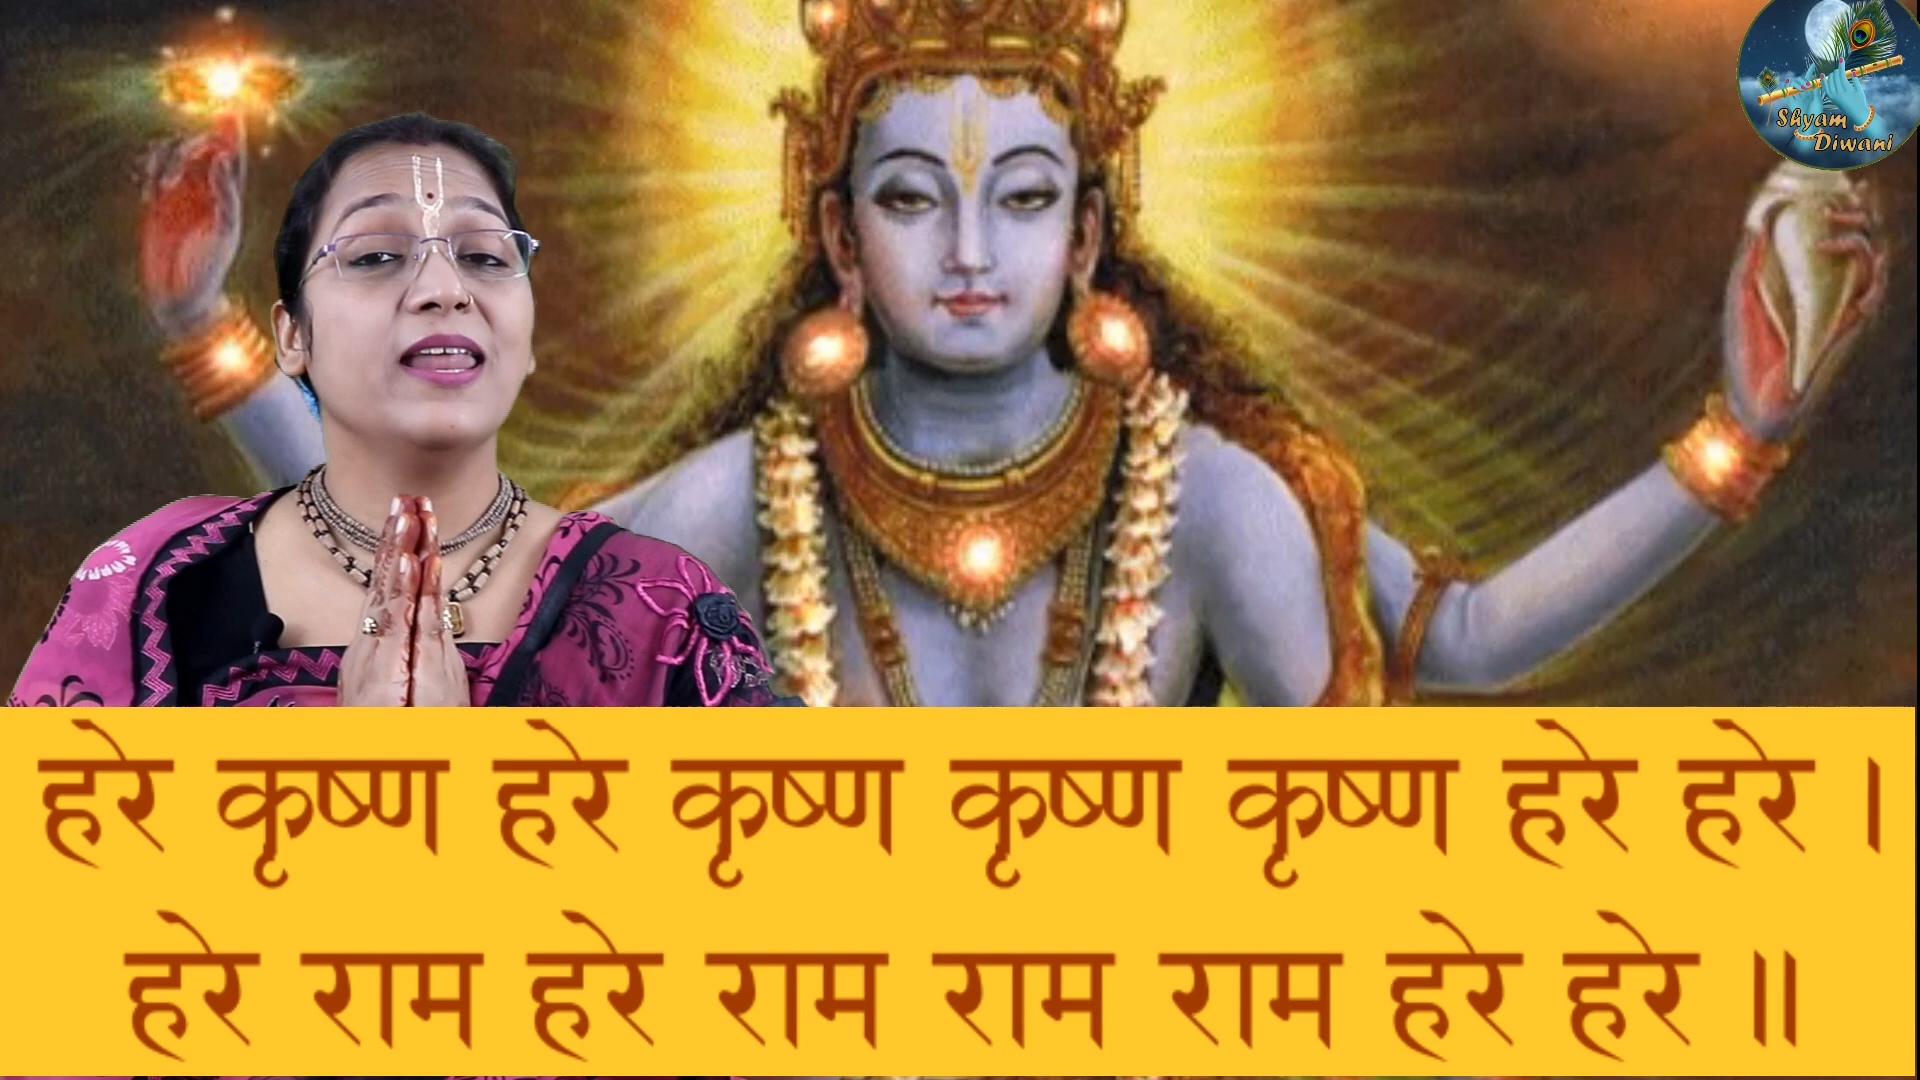 Shyam
Diwani
हरे कृष्ण हरे कृष्ण कृष्ण कृष्ण हरे हरे ।
हरे राम हरे राम राम राम हरे हरे ॥